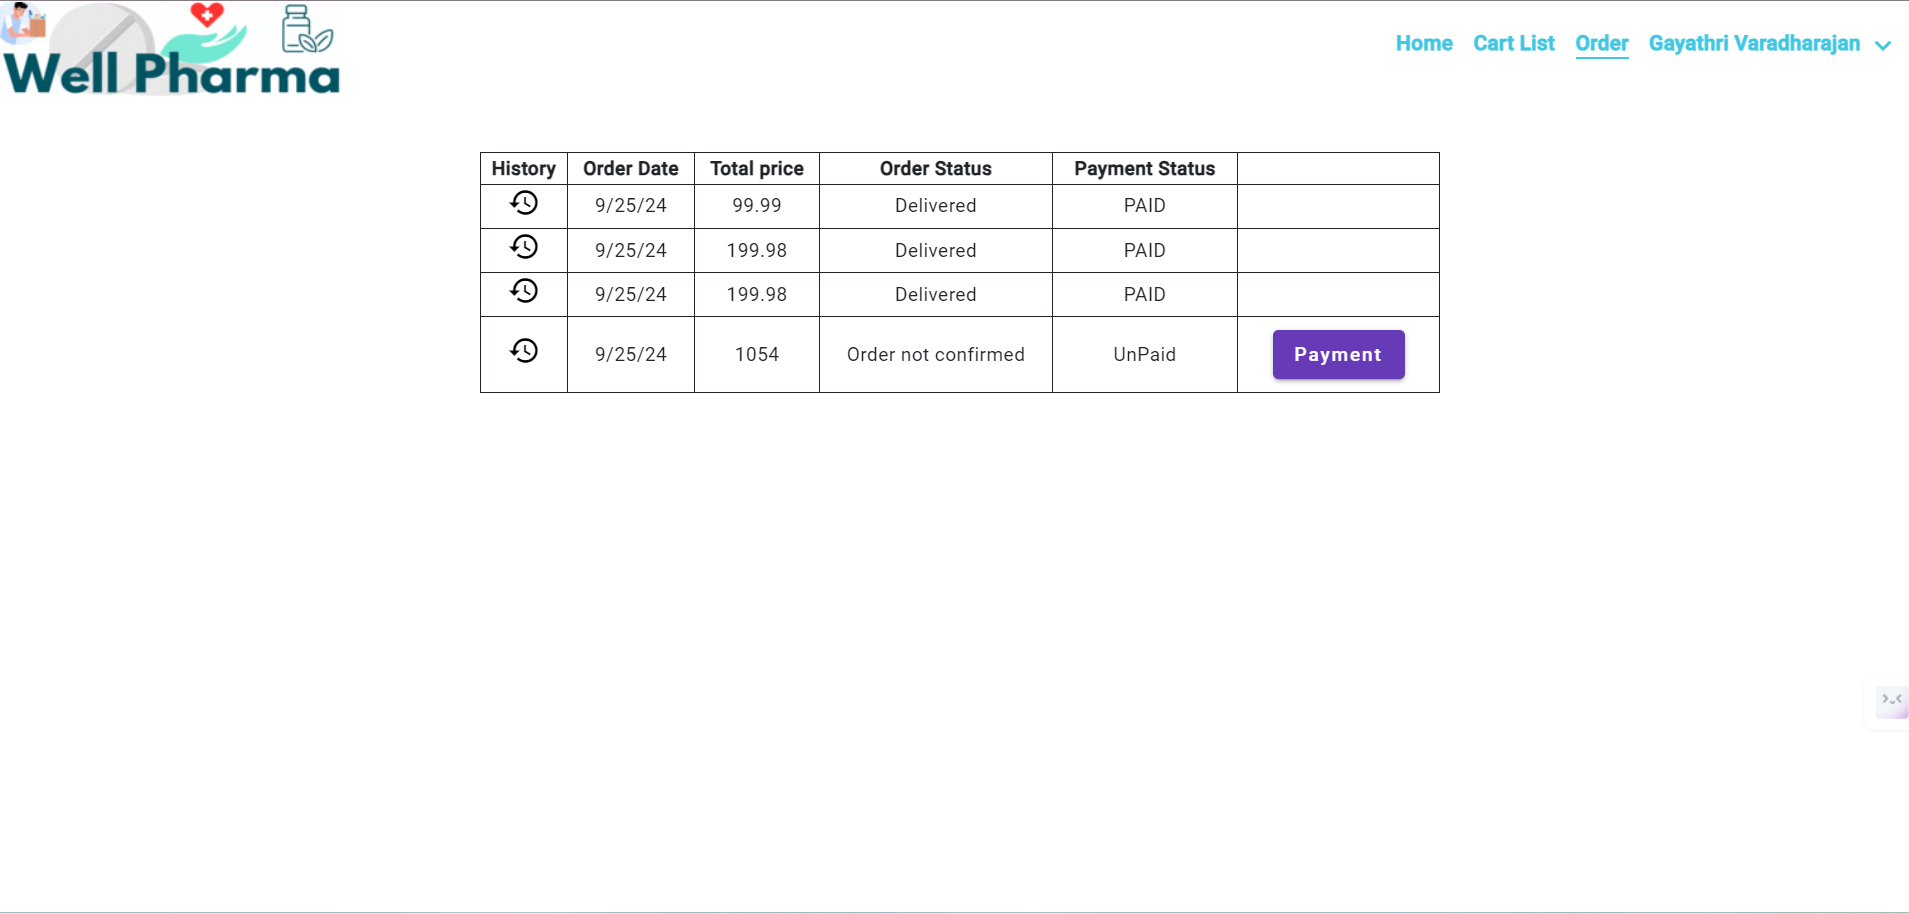 Well Pharma
Home Cart List Order Gayathri Varadharajan
History Order Date Total price Order Status Payment Status
9/25/24 99.99 Delivered PAID
9/25/24 199.98 Delivered PAID
9/25/24 199.98 Delivered PAID
9/25/24 1054 Order not confirmed UnPaid Payment